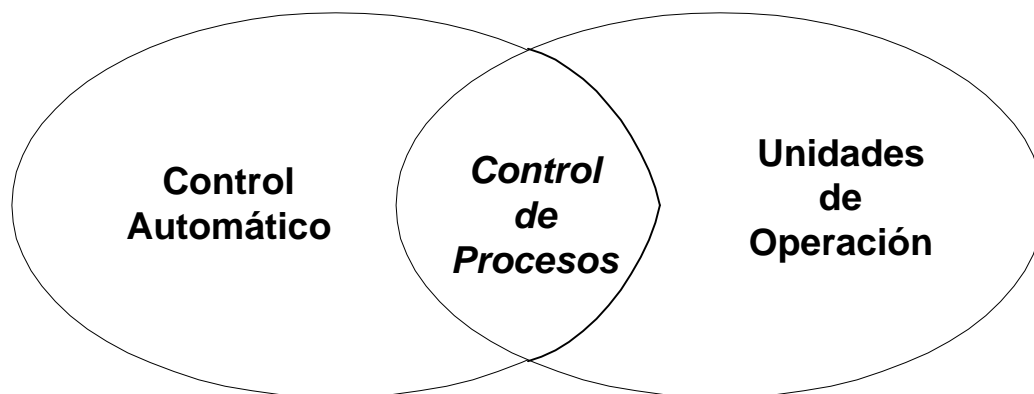 Control
Automático
Control
de
Procesos
Unidades
de
Operación